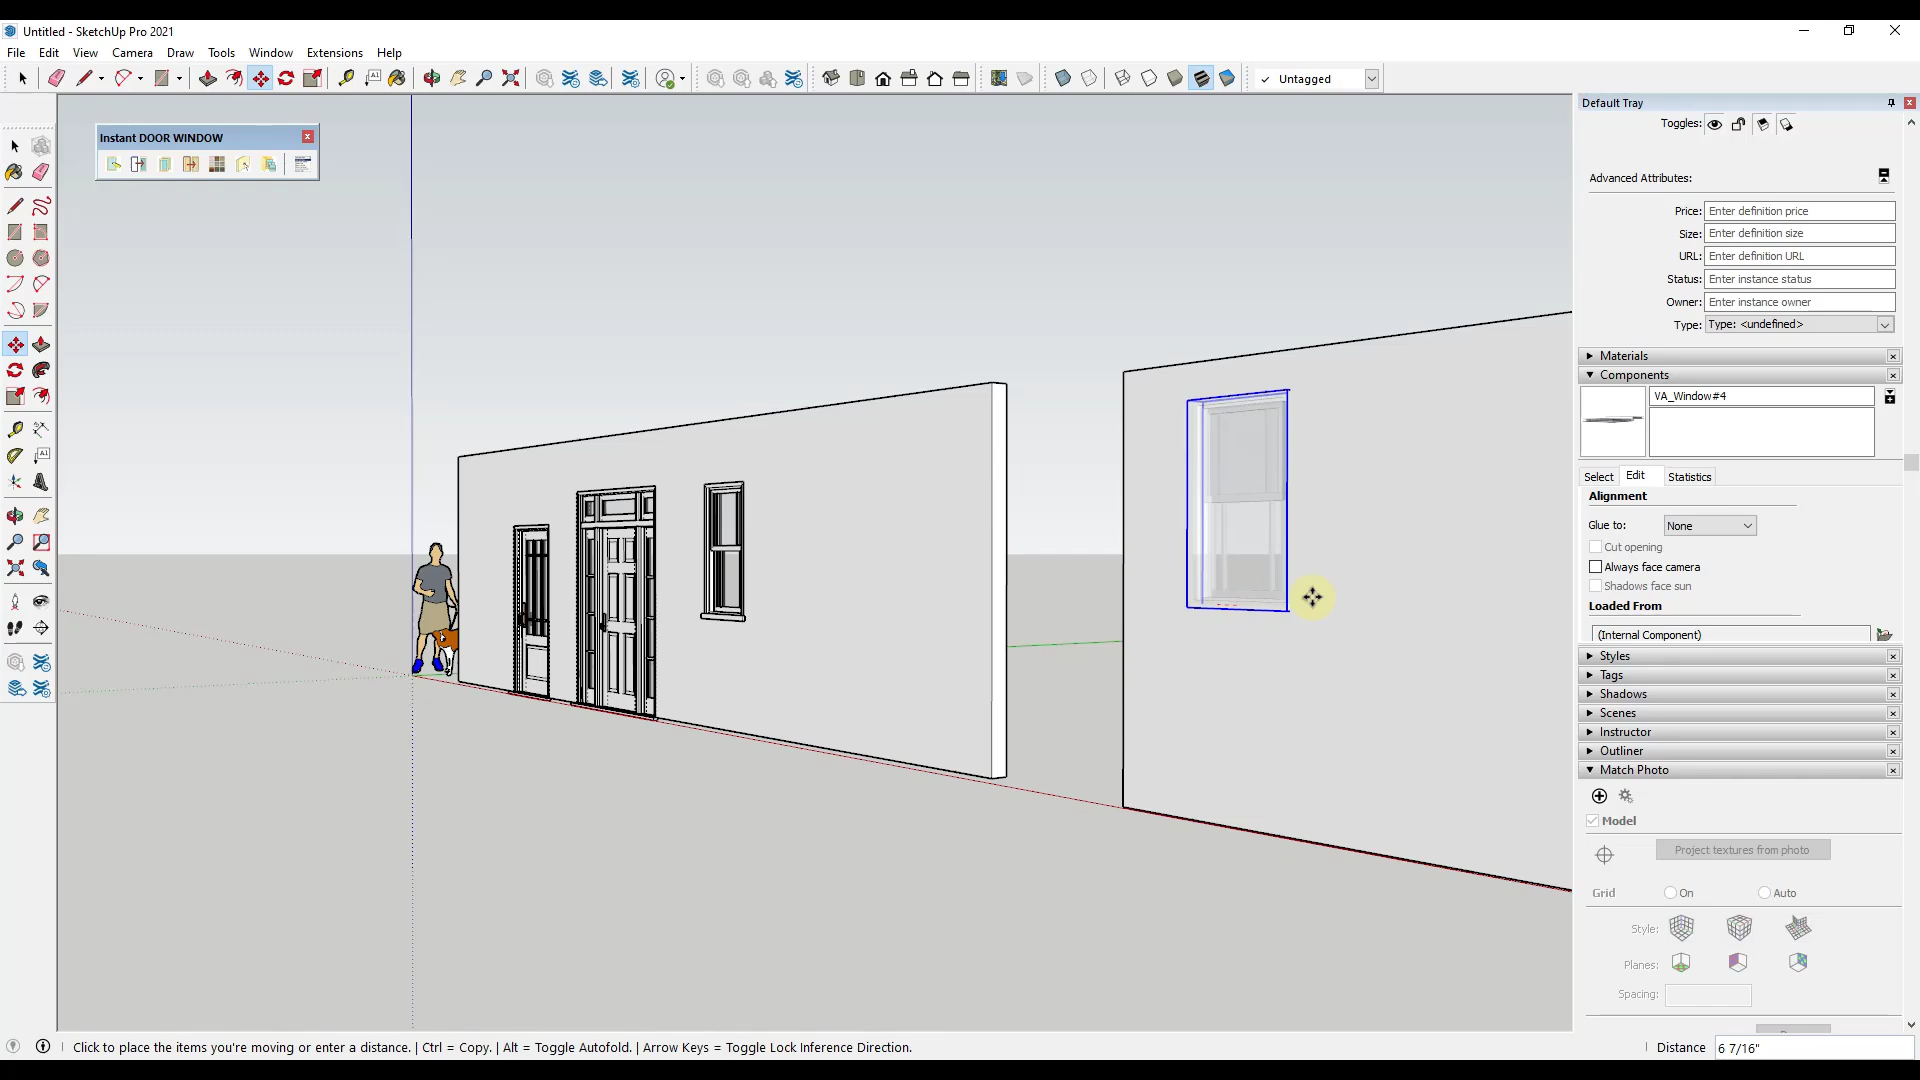 Untitled - SketchUp Pro 2021
File Edit View Camera Draw Tools Window Extensions Help
Untagged
Instant DOOR WINDOW
Default Tray
Toggles:
Advanced Attributes:
Price: Enter definition price
Size: Enter definition size
URL: Enter definition URL
Status: Enter instance status
Owner: Enter instance owner
Type: Type: <undefined>
Materials
Components
VA_Window#4
Select Edit Statistics
Alignment
Glue to: None
Cut opening
Always face camera
Shadows face sun
Loaded From
(Internal Component)
Styles
Tags
Shadows
Scenes
Instructor
Outliner
Match Photo
Model
Project textures from photo
Grid On Auto
Style:
Planes:
Spacing:
Click to place the items you're moving or enter a distance. | Ctrl = Copy. | Alt = Toggle Autofold. | Arrow Keys = Toggle Lock Inference Direction.
Distance 6 7/16"